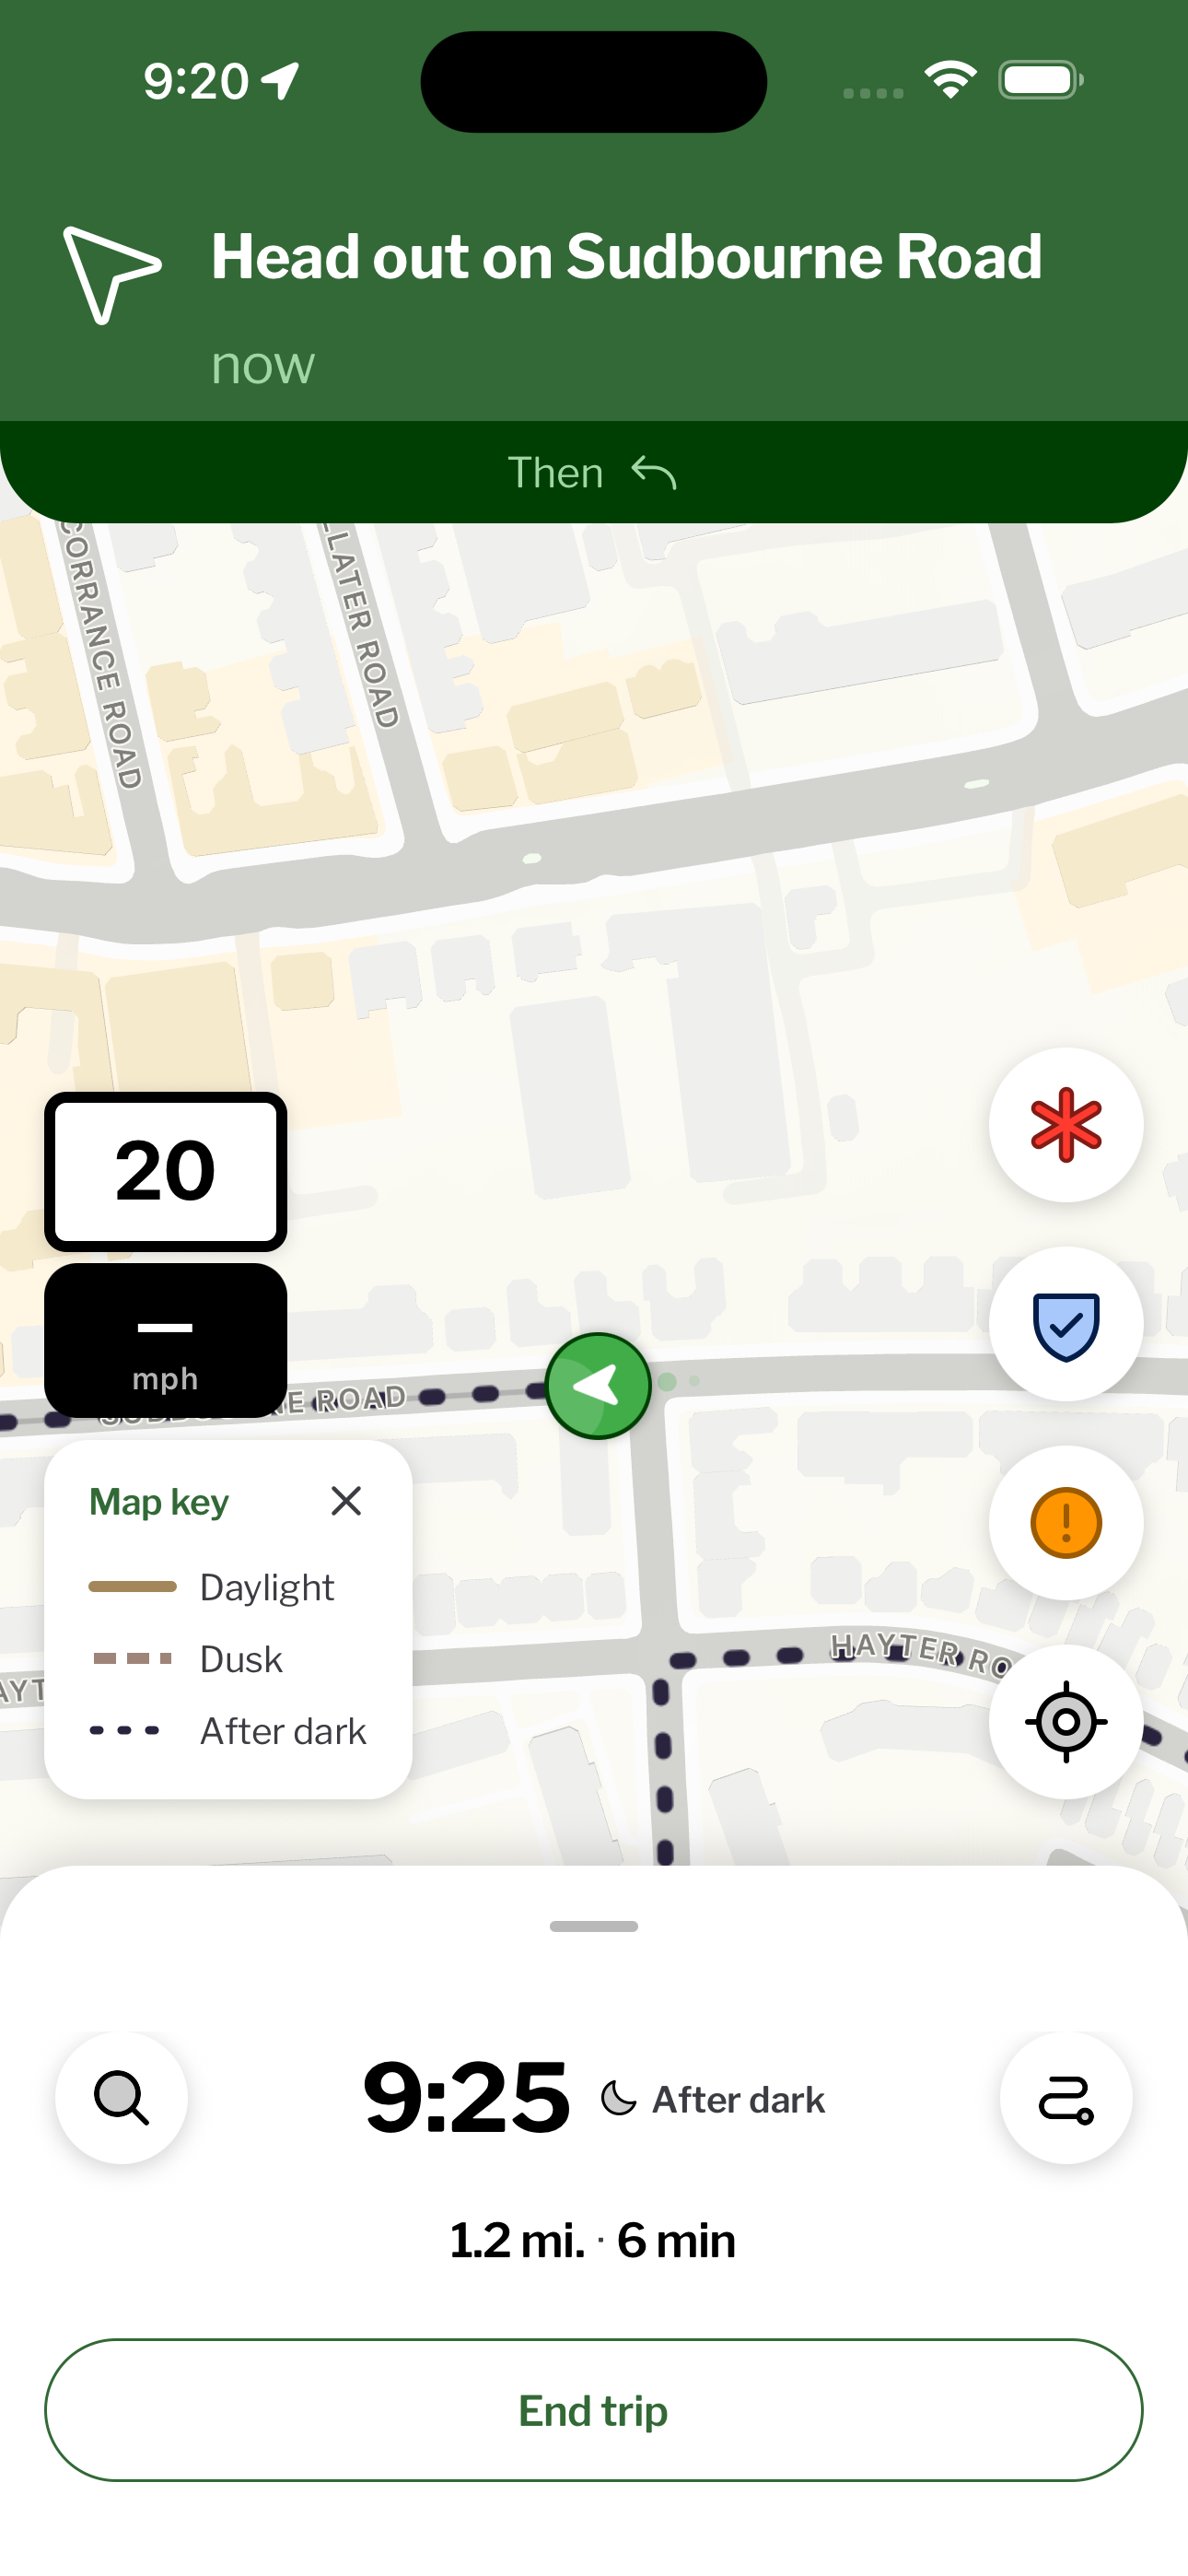 9:20
Head out on Sudbourne Road
now
Then
CORRANCE ROAD
LATER ROAD
20
—
mph
E ROAD
Map key
Daylight
Dusk
After dark
HAYTER RO
AYT
9:25 After dark
1.2 mi. · 6 min
End trip